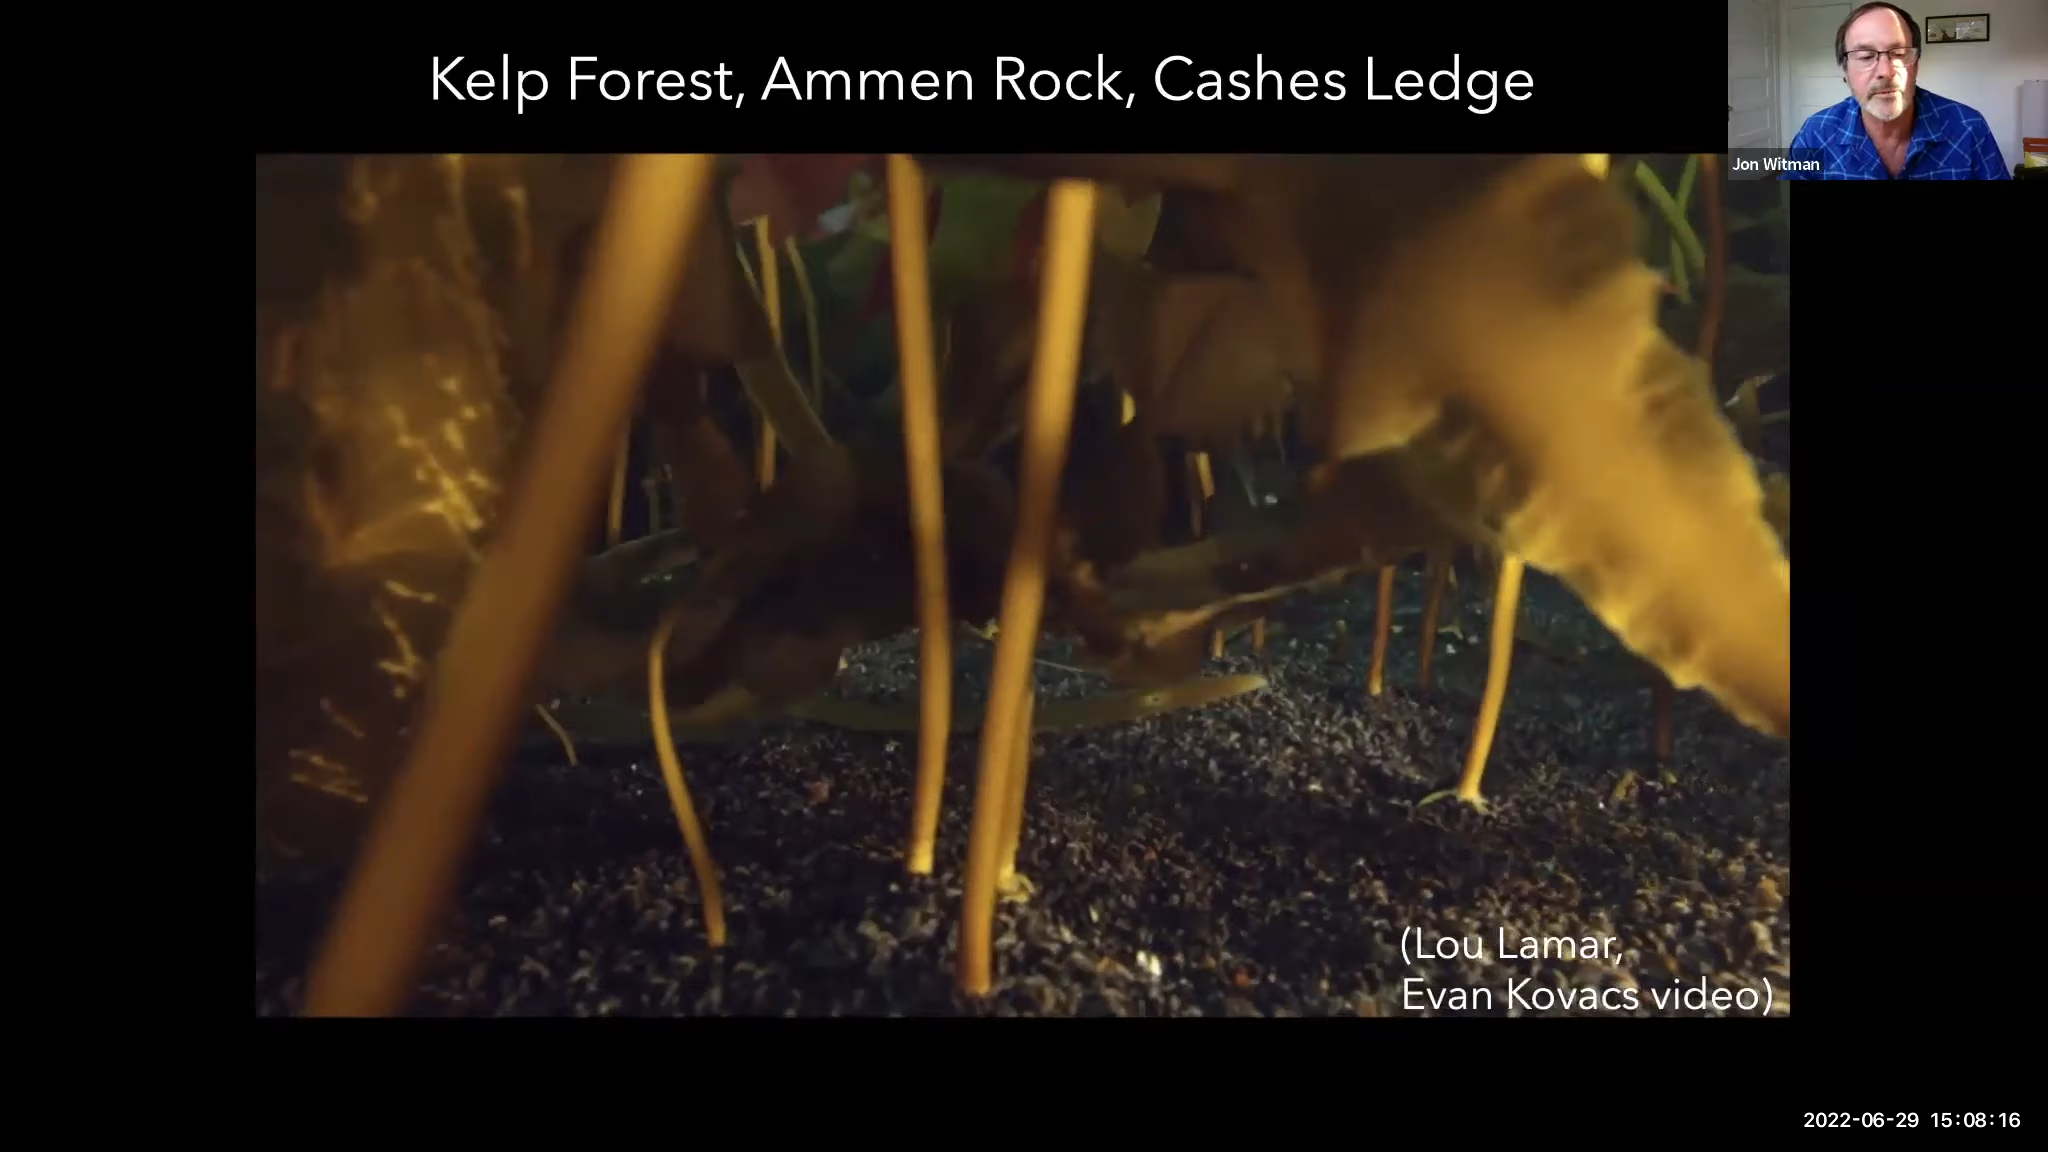 Kelp Forest, Ammen Rock, Cashes Ledge
Jon Witman
(Lou Lamar,
Evan Kovacs video)
2022-06-29 15:08:16